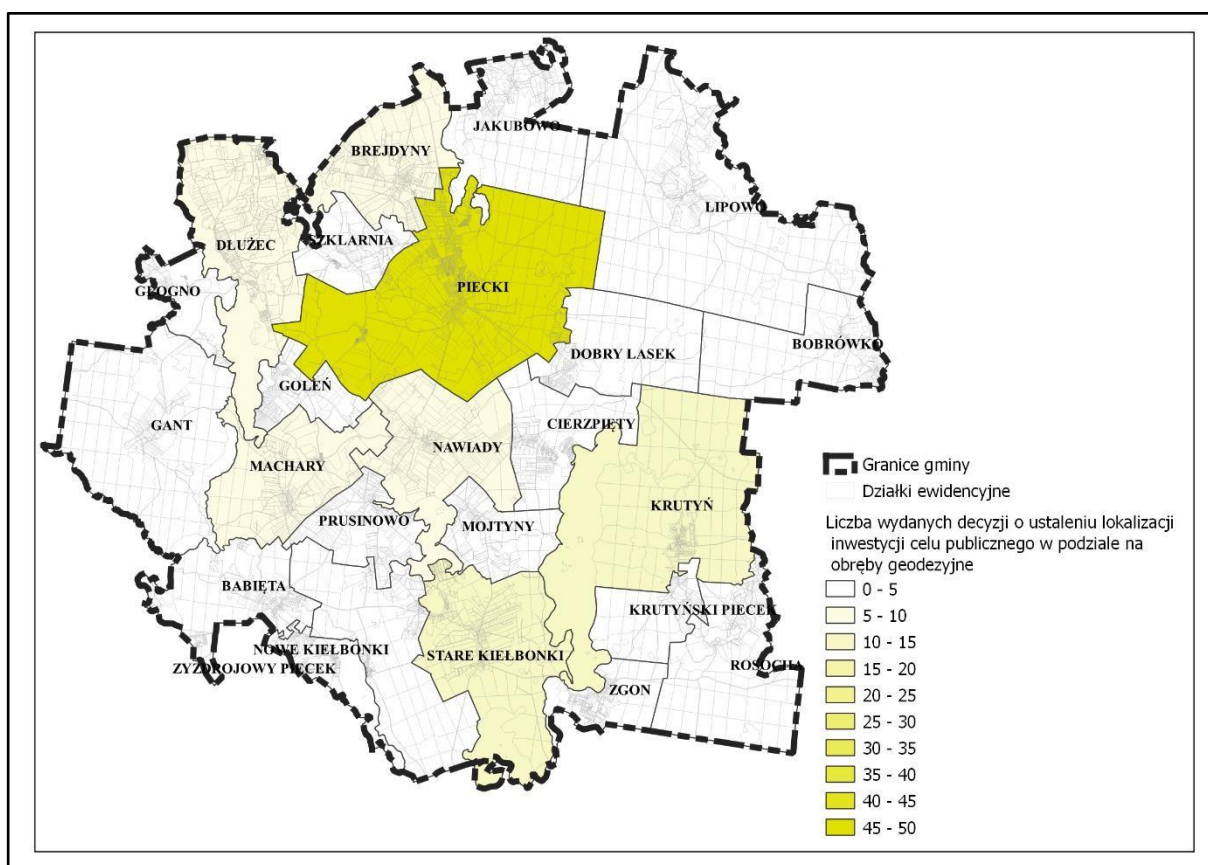 JAKUBOWO
BREJDYNY
LIPOWO
SZKLARNIA
DŁUŻEC
GŁOGNO
PIECKI
BOBRÓWKO
DOBRY LASEK
GOLEŃ
GANT
CIERZPIĘTY
NAWIADY
MACHARY
KRUTYŃ
PRUSINOWO
MOJTYNY
BABIĘTA
KRUTYŃSKI PIECEK
NOWE KIEŁBONKI
ZYZDROJOWY PIECEK
STARE KIEŁBONKI
ROSOCHA
ZGON
Granice gminy
Działki ewidencyjne
Liczba wydanych decyzji o ustaleniu lokalizacji
inwestycji celu publicznego w podziale na
obręby geodezyjne
0 - 5
5 - 10
10 - 15
15 - 20
20 - 25
25 - 30
30 - 35
35 - 40
40 - 45
45 - 50